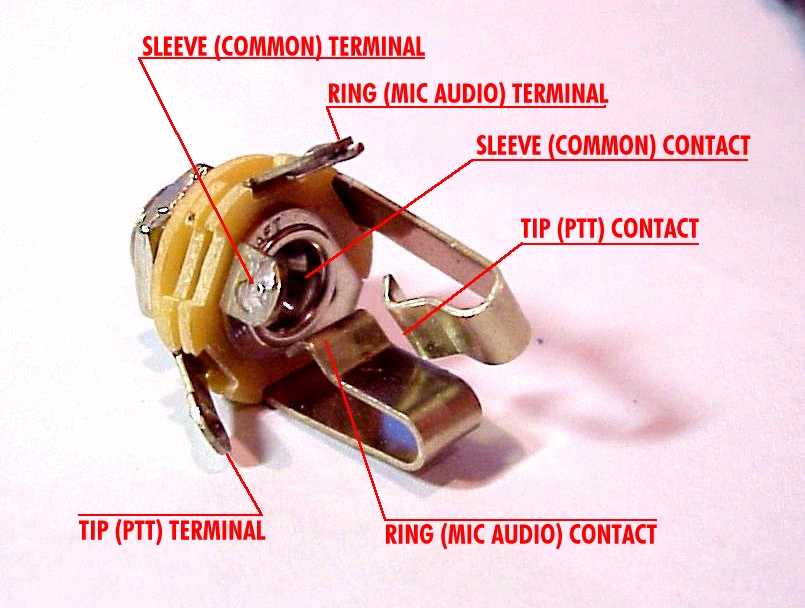 SLEEVE (COMMON) TERMINAL
RING (MIC AUDIO) TERMINAL
SLEEVE (COMMON) CONTACT
TIP (PTT) CONTACT
TIP (PTT) TERMINAL
RING (MIC AUDIO) CONTACT